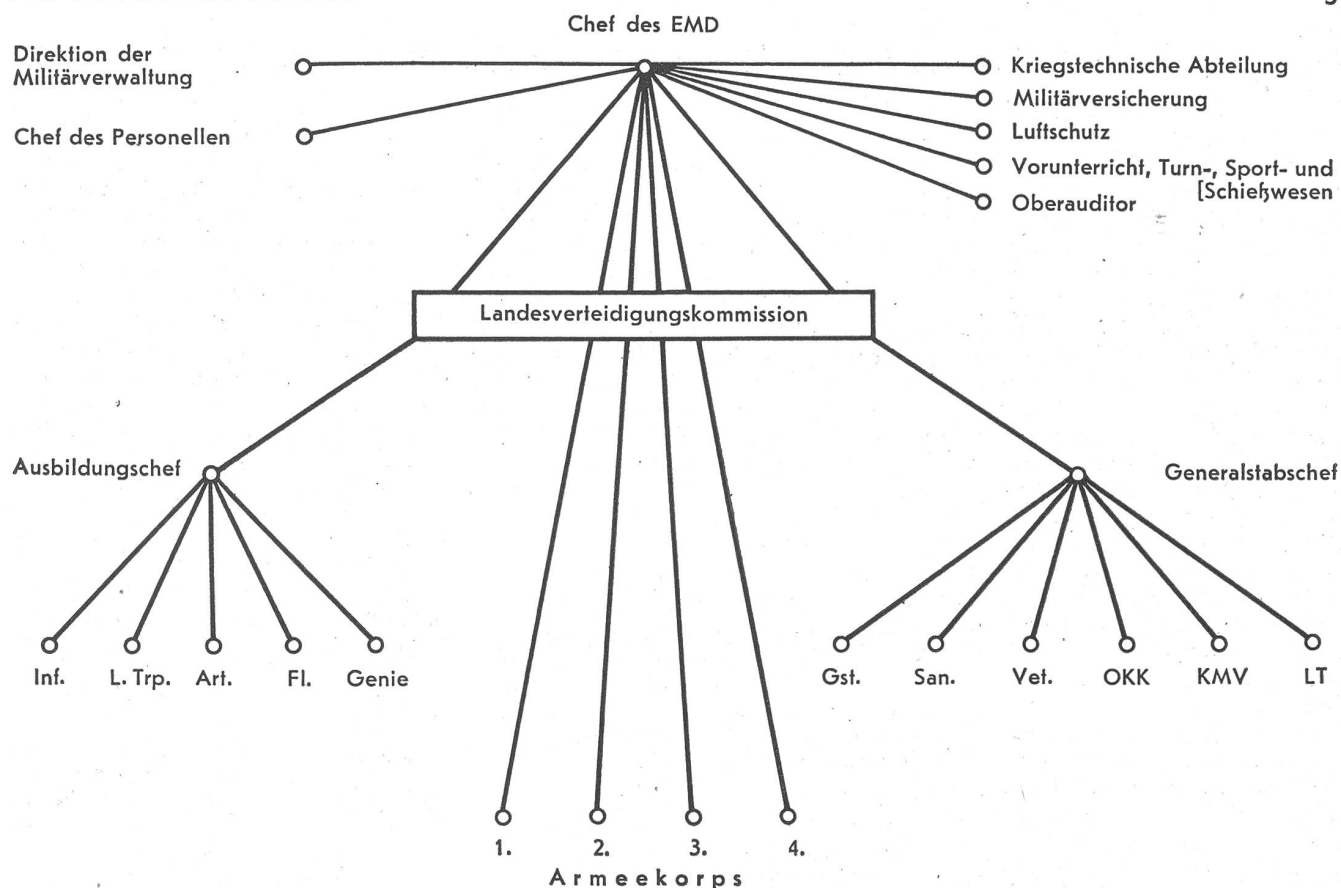 Chef des EMD
Direktion der
Militärverwaltung
Chef des Personellen
Kriegstechnische Abteilung
Militärversicherung
Luftschutz
Vorunterricht, Turn-, Sport- und
[Schießwesen
Oberauditor
Landesverteidigungskommission
Ausbildungschef
Generalstabschef
Inf. L. Trp. Art. Fl. Genie
Gst. San. Vet. OKK KMV LT
1. 2. 3. 4.
Armeekorps